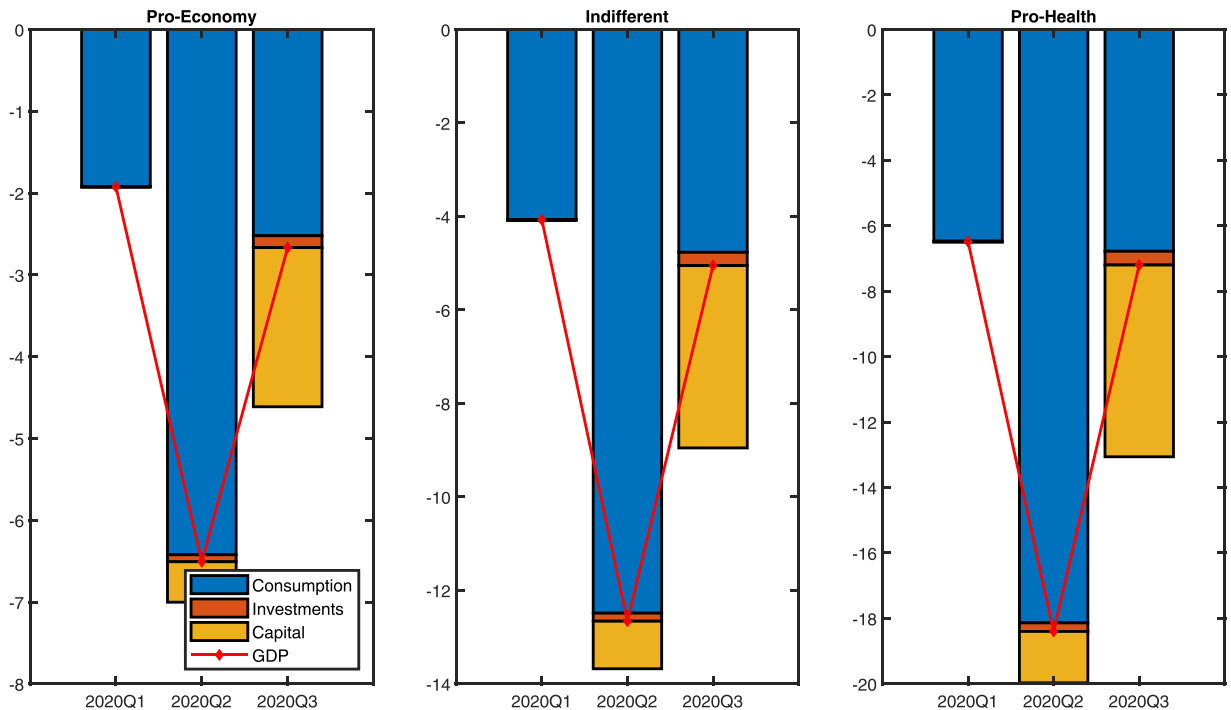 Pro-Economy
0
-1
-2
-3
-4
-5
-6
-7
-8
2020Q1 2020Q2 2020Q3
Consumption
Investments
Capital
GDP
Indifferent
0
-2
-4
-6
-8
-10
-12
-14
2020Q1 2020Q2 2020Q3
Pro-Health
0
-2
-4
-6
-8
-10
-12
-14
-16
-18
-20
2020Q1 2020Q2 2020Q3